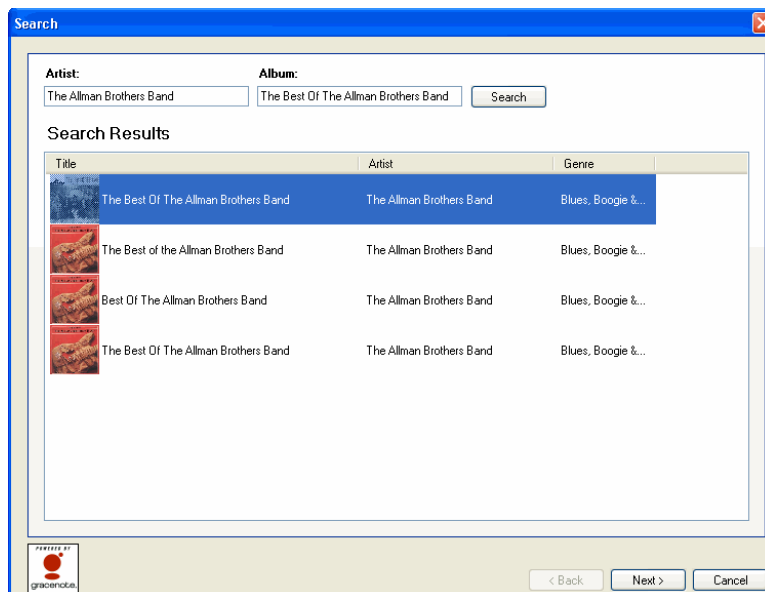 Search
Artist: Album:
The Allman Brothers Band The Best Of The Allman Brothers Band Search
Search Results
Title Artist Genre
The Best Of The Allman Brothers Band The Allman Brothers Band Blues, Boogie &...
The Best of the Allman Brothers Band The Allman Brothers Band Blues, Boogie &...
Best Of The Allman Brothers Band The Allman Brothers Band Blues, Boogie &...
The Best Of The Allman Brothers Band The Allman Brothers Band Blues, Boogie &...
POWERED BY
gracenote.
< Back Next > Cancel